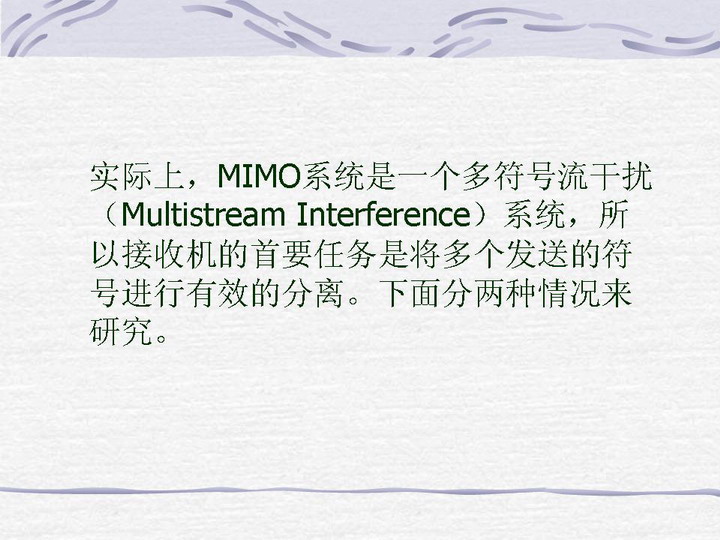 实际上，MIMO系统是一个多符号流干扰
（Multistream Interference）系统，所
以接收机的首要任务是将多个发送的符
号进行有效的分离。下面分两种情况来
研究。